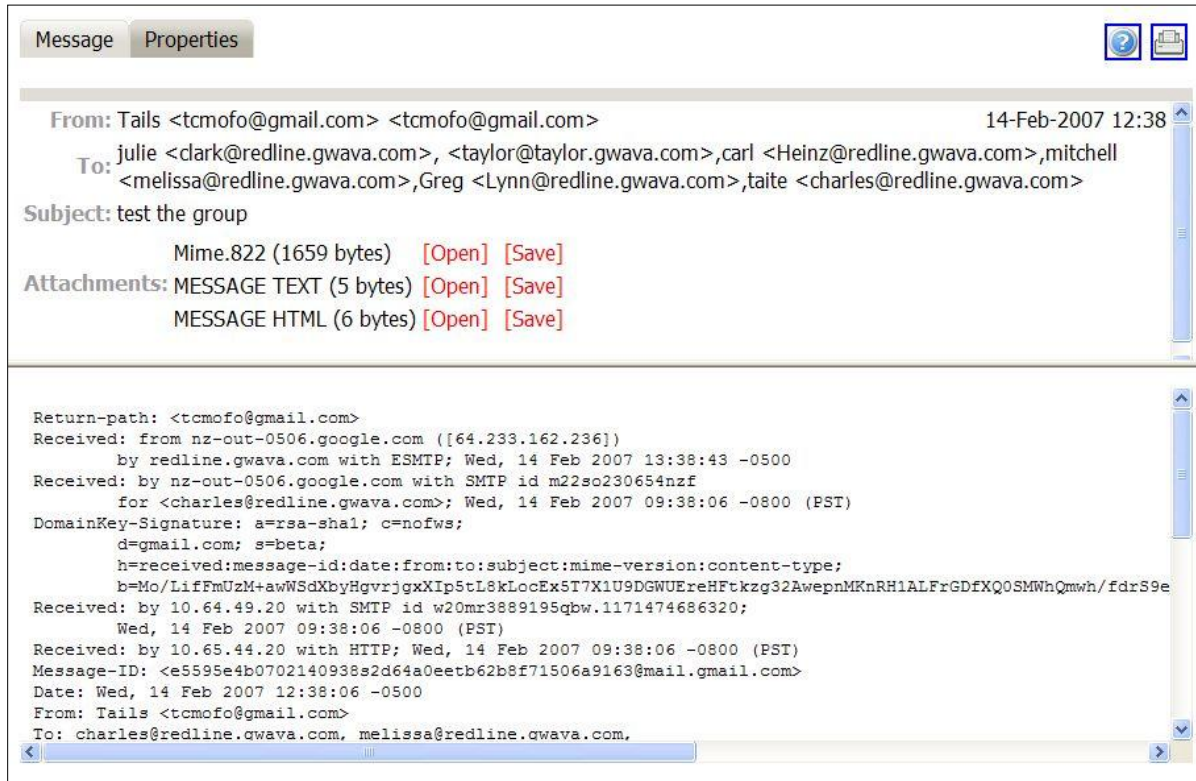 Message Properties
From: Tails <tcmofo@gmail.com> <tcmofo@gmail.com> 14-Feb-2007 12:38
To: julie <clark@redline.gwava.com>, <taylor@taylor.gwava.com>,carl <Heinz@redline.gwava.com>,mitchell
<melissa@redline.gwava.com>,Greg <Lynn@redline.gwava.com>,taite <charles@redline.gwava.com>
Subject: test the group
Attachments: Mime.822 (1659 bytes) [Open] [Save]
MESSAGE TEXT (5 bytes) [Open] [Save]
MESSAGE HTML (6 bytes) [Open] [Save]
Return-path: <tcmofo@gmail.com>
Received: from nz-out-0506.google.com ([64.233.162.236])
by redline.gwava.com with ESMTP; Wed, 14 Feb 2007 13:38:43 -0500
Received: by nz-out-0506.google.com with SMTP id m22so230654nzf
for <charles@redline.gwava.com>; Wed, 14 Feb 2007 09:38:06 -0800 (PST)
DomainKey-Signature: a=rsa-sha1; c=nofws;
d=gmail.com; s=beta;
h=received:message-id:date:from:to:subject:mime-version:content-type;
b=Mo/LifFmUzM+awWSdXbyHgvrjgxXIp5tL8kLocEx5T7X1U9DGWUEreHFtkzg32AwepnMKnRH1ALFrGDfXQ0SMWhQmwh/fdrS9e
Received: by 10.64.49.20 with SMTP id w20mr3889195qbw.1171474686320;
Wed, 14 Feb 2007 09:38:06 -0800 (PST)
Received: by 10.65.44.20 with HTTP; Wed, 14 Feb 2007 09:38:06 -0800 (PST)
Message-ID: <e5595e4b0702140938s2d64a0eetb62b8f71506a9163@mail.gmail.com>
Date: Wed, 14 Feb 2007 12:38:06 -0500
From: Tails <tcmofo@gmail.com>
To: charles@redline.gwava.com, melissa@redline.gwava.com,